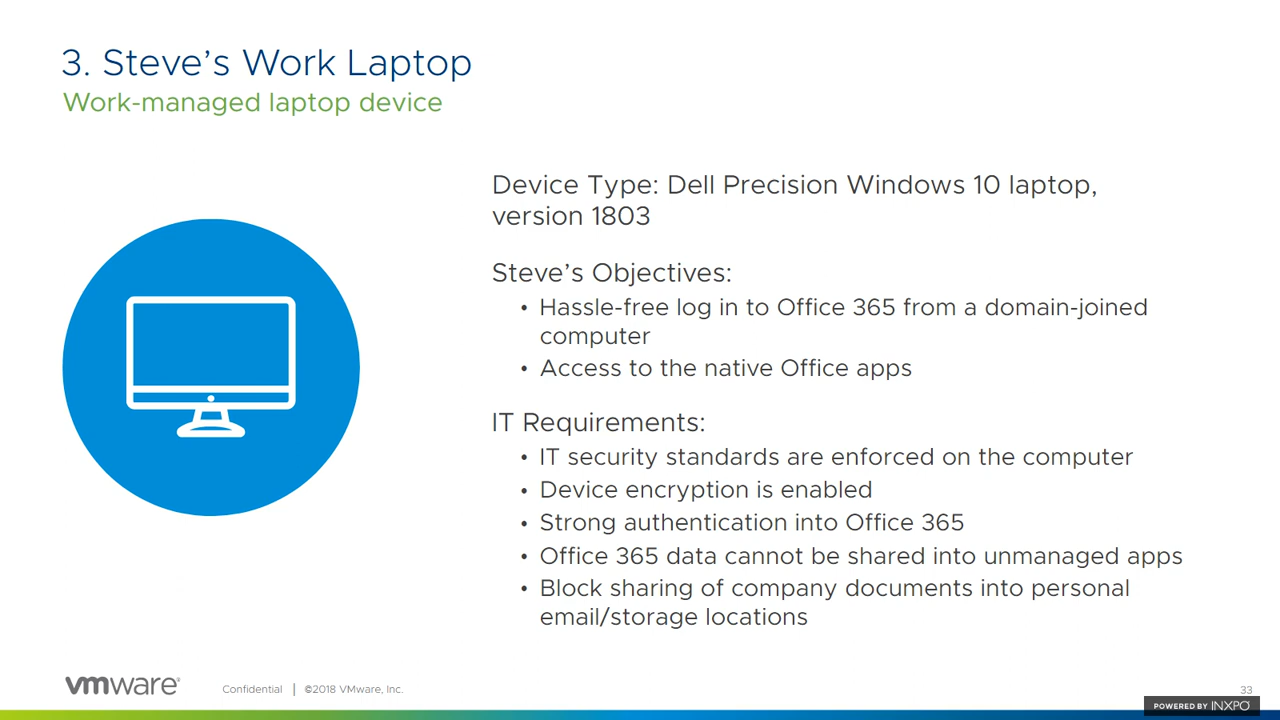 3. Steve’s Work Laptop
Work-managed laptop device
Device Type: Dell Precision Windows 10 laptop,
version 1803
Steve’s Objectives:
• Hassle-free log in to Office 365 from a domain-joined
computer
• Access to the native Office apps
IT Requirements:
• IT security standards are enforced on the computer
• Device encryption is enabled
• Strong authentication into Office 365
• Office 365 data cannot be shared into unmanaged apps
• Block sharing of company documents into personal
email/storage locations
vmware®
Confidential | ©2018 VMware, Inc.
33
POWERED BY INXPO